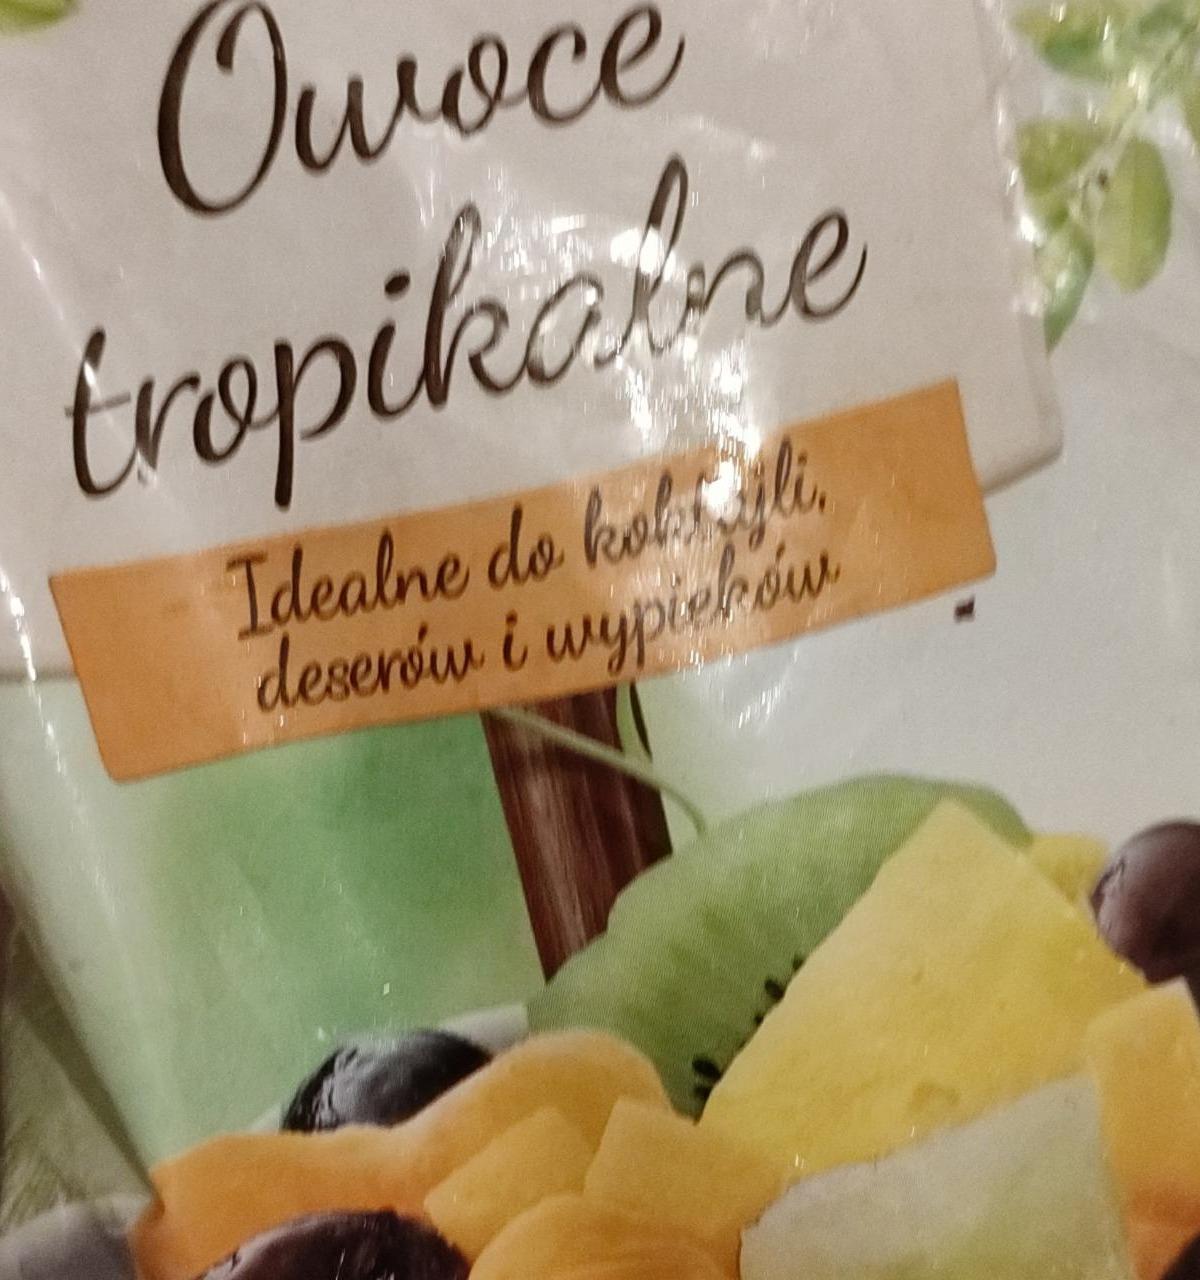 Owoce
tropikalne
Idealne do koktajli,
deserów i wypieków